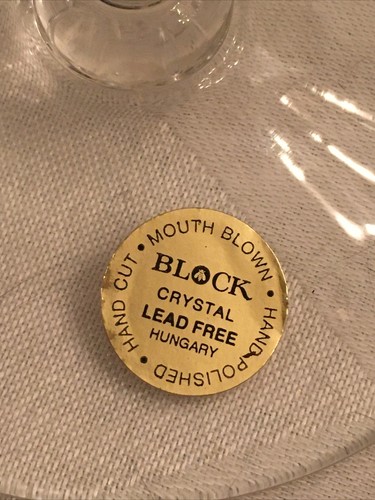 • MOUTH BLOWN • HAND POLISHED • HAND CUT
BLOCK
CRYSTAL
LEAD FREE
HUNGARY